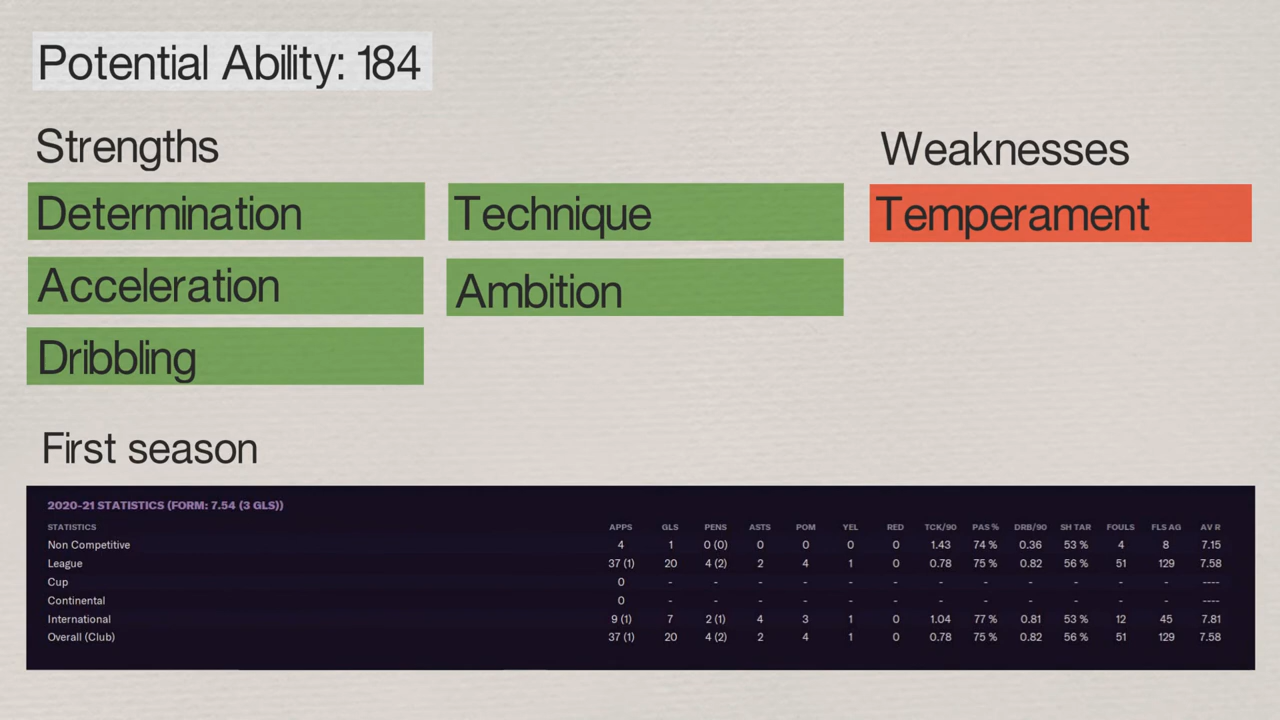 Potential Ability: 184
Strengths
Weaknesses
Determination
Technique
Temperament
Acceleration
Ambition
Dribbling
First season
2020-21 STATISTICS (FORM: 7.54 (3 GLS))
STATISTICS APPS GLS PENS ASTS POM YEL RED TCK/90 PAS % DRB/90 SH TAR FOULS FLS AG AV R
Non Competitive 4 1 0 (0) 0 0 0 0 1.43 74 % 0.36 53 % 4 8 7.15
League 37 (1) 20 4 (2) 2 4 1 0 0.78 75 % 0.82 56 % 51 129 7.58
Cup 0 - - - - - - - - - - - - ----
Continental 0 - - - - - - - - - - - - ----
International 9 (1) 7 2 (1) 4 3 1 0 1.04 77 % 0.81 53 % 12 45 7.81
Overall (Club) 37 (1) 20 4 (2) 2 4 1 0 0.78 75 % 0.82 56 % 51 129 7.58